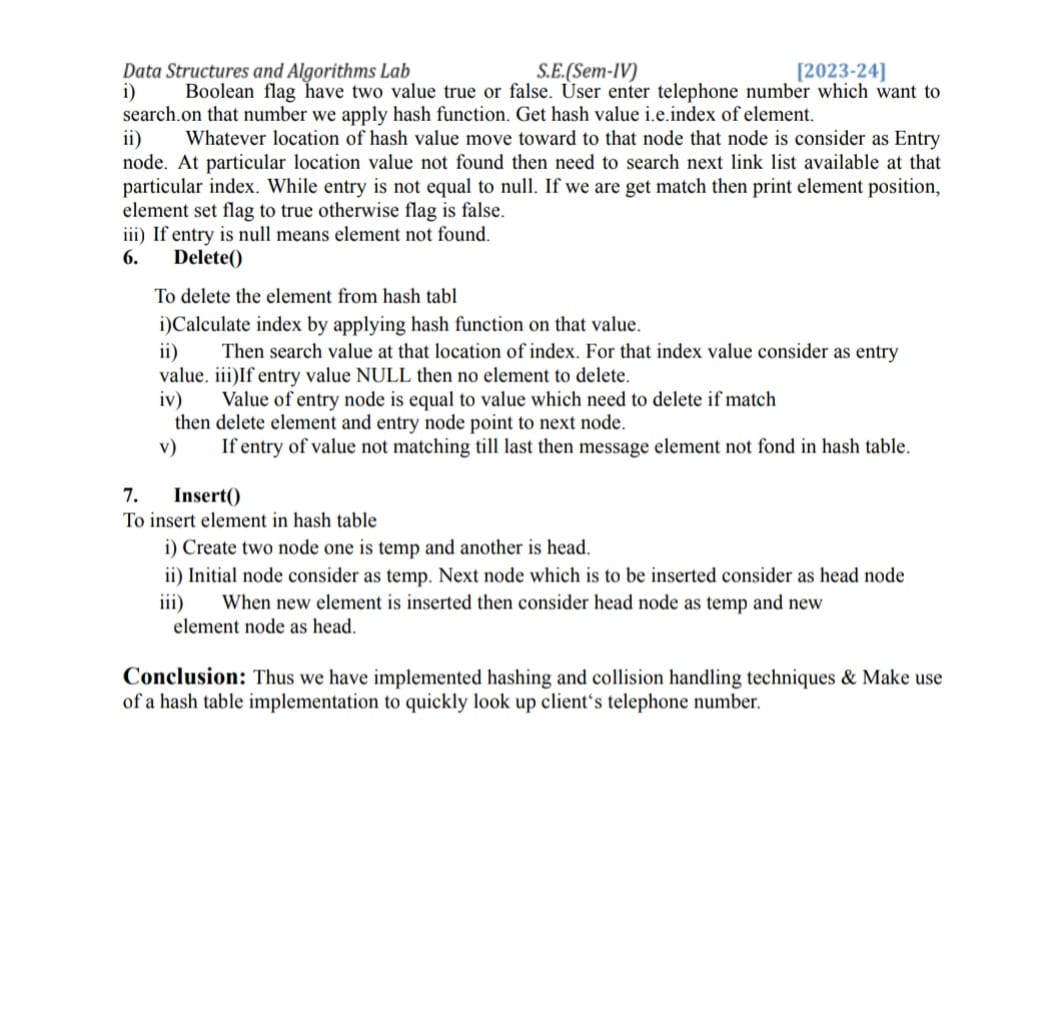 Data Structures and Algorithms Lab S.E.(Sem-IV) [2023-24]
i) Boolean flag have two value true or false. User enter telephone number which want to
search.on that number we apply hash function. Get hash value i.e.index of element.
ii) Whatever location of hash value move toward to that node that node is consider as Entry
node. At particular location value not found then need to search next link list available at that
particular index. While entry is not equal to null. If we are get match then print element position,
element set flag to true otherwise flag is false.
iii) If entry is null means element not found.
6. Delete()
To delete the element from hash tabl
i)Calculate index by applying hash function on that value.
ii) Then search value at that location of index. For that index value consider as entry
value. iii)If entry value NULL then no element to delete.
iv) Value of entry node is equal to value which need to delete if match
then delete element and entry node point to next node.
v) If entry of value not matching till last then message element not fond in hash table.
7. Insert()
To insert element in hash table
i) Create two node one is temp and another is head.
ii) Initial node consider as temp. Next node which is to be inserted consider as head node
iii) When new element is inserted then consider head node as temp and new
element node as head.
Conclusion: Thus we have implemented hashing and collision handling techniques & Make use
of a hash table implementation to quickly look up client‘s telephone number.